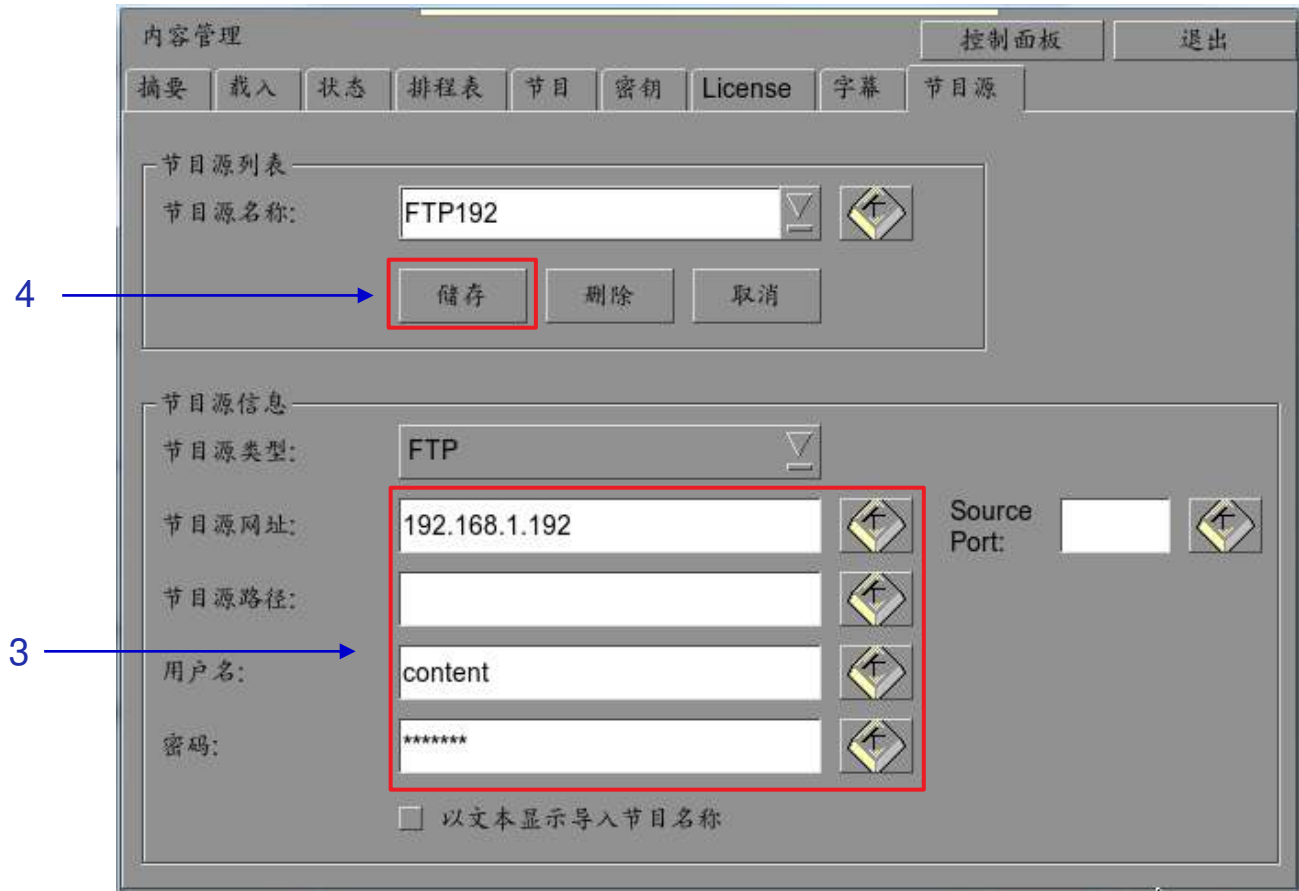 内容管理 控制面板 退出
摘要 载入 状态 排程表 节目 密钥 License 字幕 节目源
节目源列表
节目源名称: FTP192
4 储存 删除 取消
节目源信息
节目源类型: FTP
节目源网址: 192.168.1.192 Source Port:
节目源路径:
3
用户名: content
密码: *******
以文本显示导入节目名称